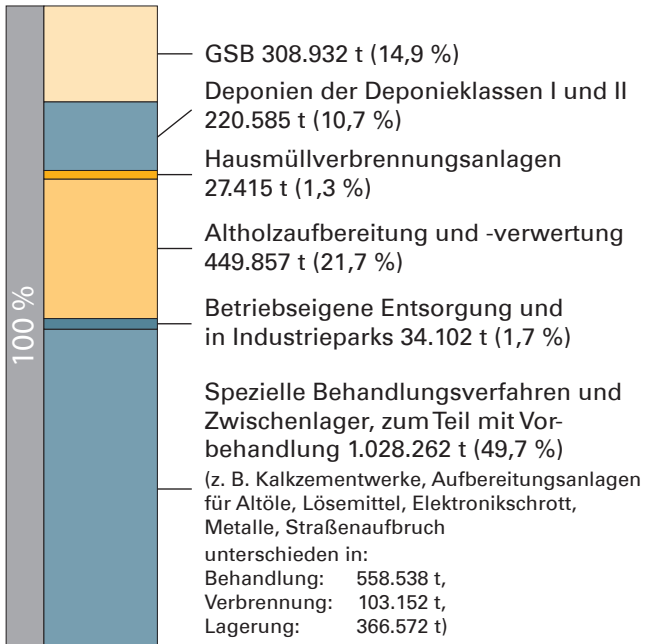 100 %
GSB 308.932 t (14,9 %)
Deponien der Deponieklassen I und II
220.585 t (10,7 %)
Hausmüllverbrennungsanlagen
27.415 t (1,3 %)
Altholzaufbereitung und -verwertung
449.857 t (21,7 %)
Betriebseigene Entsorgung und
in Industrieparks 34.102 t (1,7 %)
Spezielle Behandlungsverfahren und
Zwischenlager, zum Teil mit Vor-
behandlung 1.028.262 t (49,7 %)
(z. B. Kalkzementwerke, Aufbereitungsanlagen
für Altöle, Lösemittel, Elektronikschrott,
Metalle, Straßenaufbruch
unterschieden in:
Behandlung: 558.538 t,
Verbrennung: 103.152 t,
Lagerung: 366.572 t)